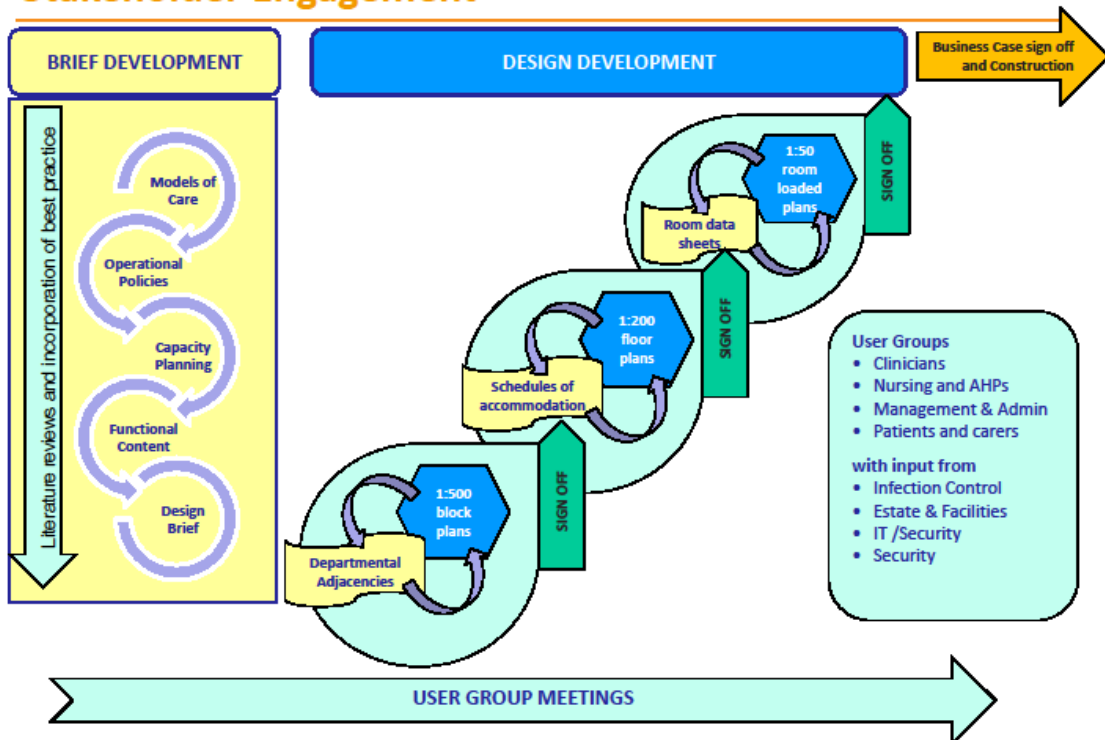 Stakeholder Engagement
BRIEF DEVELOPMENT
DESIGN DEVELOPMENT
Business Case sign off
and Construction
Literature reviews and incorporation of best practice
Models of
Care
Operational
Policies
Capacity
Planning
Functional
Content
Design
Brief
1:500
block
plans
Departmental
Adjacencies
SIGN OFF
1:200
floor
plans
Schedules of
accommodation
SIGN OFF
1:50
room
loaded
plans
Room data
sheets
SIGN OFF
User Groups
• Clinicians
• Nursing and AHPs
• Management & Admin
• Patients and carers
with input from
• Infection Control
• Estate & Facilities
• IT /Security
• Security
USER GROUP MEETINGS